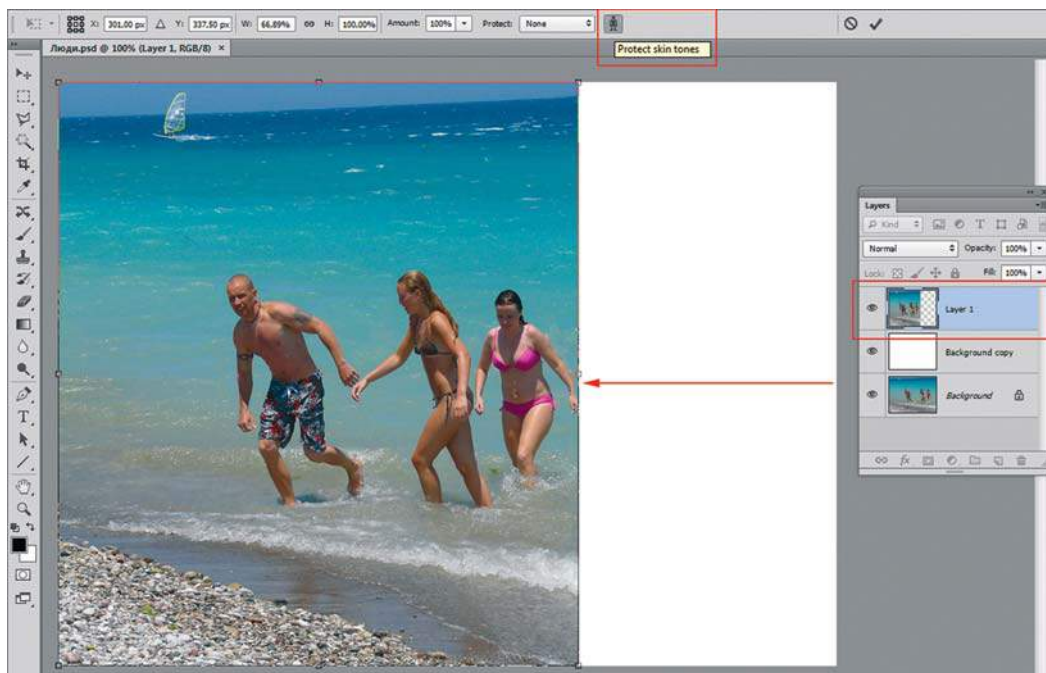 X: 301.00 px Y: 337.50 px W: 66.89% H: 100.00% Amount: 100% Protect: None
Protect skin tones
Люди.psd @ 100% (Layer 1, RGB/8) ×
Layers
Kind
Normal Opacity: 100%
Lock: Fill: 100%
Layer 1
Background copy
Background